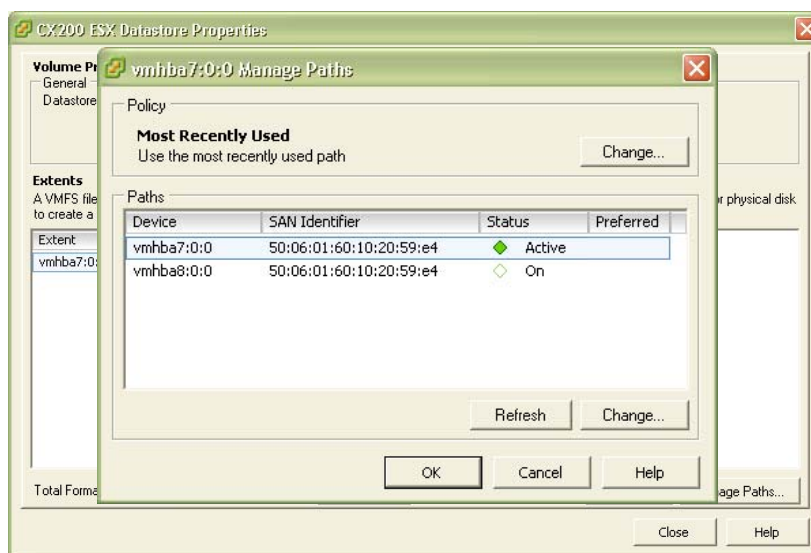 CX200 ESX Datastore Properties
Volume Pr
General
Datastore
vmhba7:0:0 Manage Paths
Policy
Most Recently Used
Use the most recently used path
Change...
Extents
A VMFS file
to create a
r physical disk
Extent
vmhba7:0:
Paths
Device SAN Identifier Status Preferred
vmhba7:0:0 50:06:01:60:10:20:59:e4 Active
vmhba8:0:0 50:06:01:60:10:20:59:e4 On
Refresh Change...
OK Cancel Help
Total Forma
age Paths...
Close Help